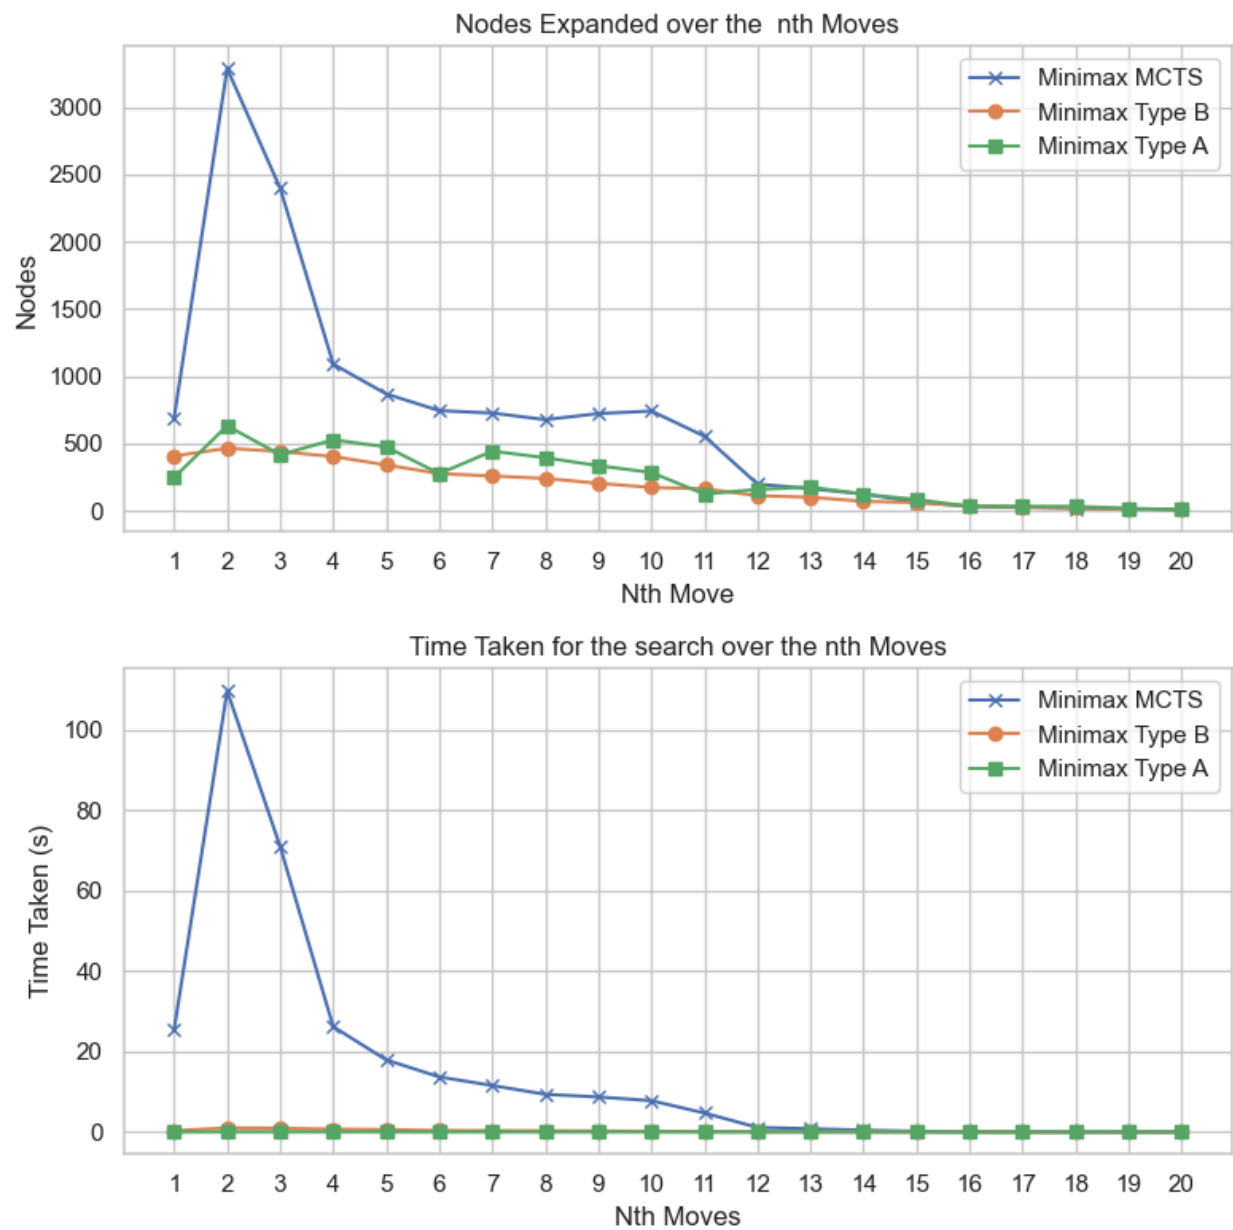 Nodes Expanded over the  nth Moves
Minimax MCTS
Minimax Type B
Minimax Type A
Nodes
3000
2500
2000
1500
1000
500
0
1 2 3 4 5 6 7 8 9 10 11 12 13 14 15 16 17 18 19 20
Nth Move
Time Taken for the search over the nth Moves
Minimax MCTS
Minimax Type B
Minimax Type A
Time Taken (s)
100
80
60
40
20
0
1 2 3 4 5 6 7 8 9 10 11 12 13 14 15 16 17 18 19 20
Nth Moves